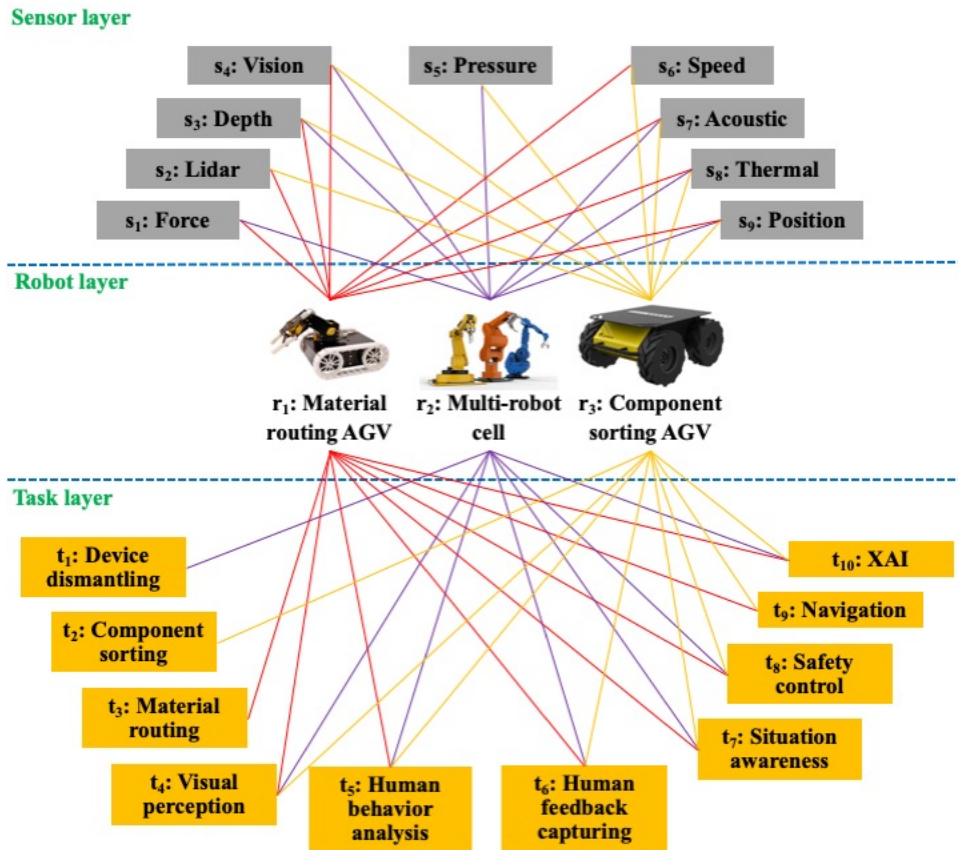 Sensor layer
s₄: Vision
s₅: Pressure
s₆: Speed
s₃: Depth
s₇: Acoustic
s₂: Lidar
s₈: Thermal
s₁: Force
s₉: Position
Robot layer
r₁: Material
routing AGV
r₂: Multi-robot
cell
r₃: Component
sorting AGV
Task layer
t₁: Device
dismantling
t₁₀: XAI
t₂: Component
sorting
t₉: Navigation
t₃: Material
routing
t₈: Safety
control
t₄: Visual
perception
t₅: Human
behavior
analysis
t₆: Human
feedback
capturing
t₇: Situation
awareness